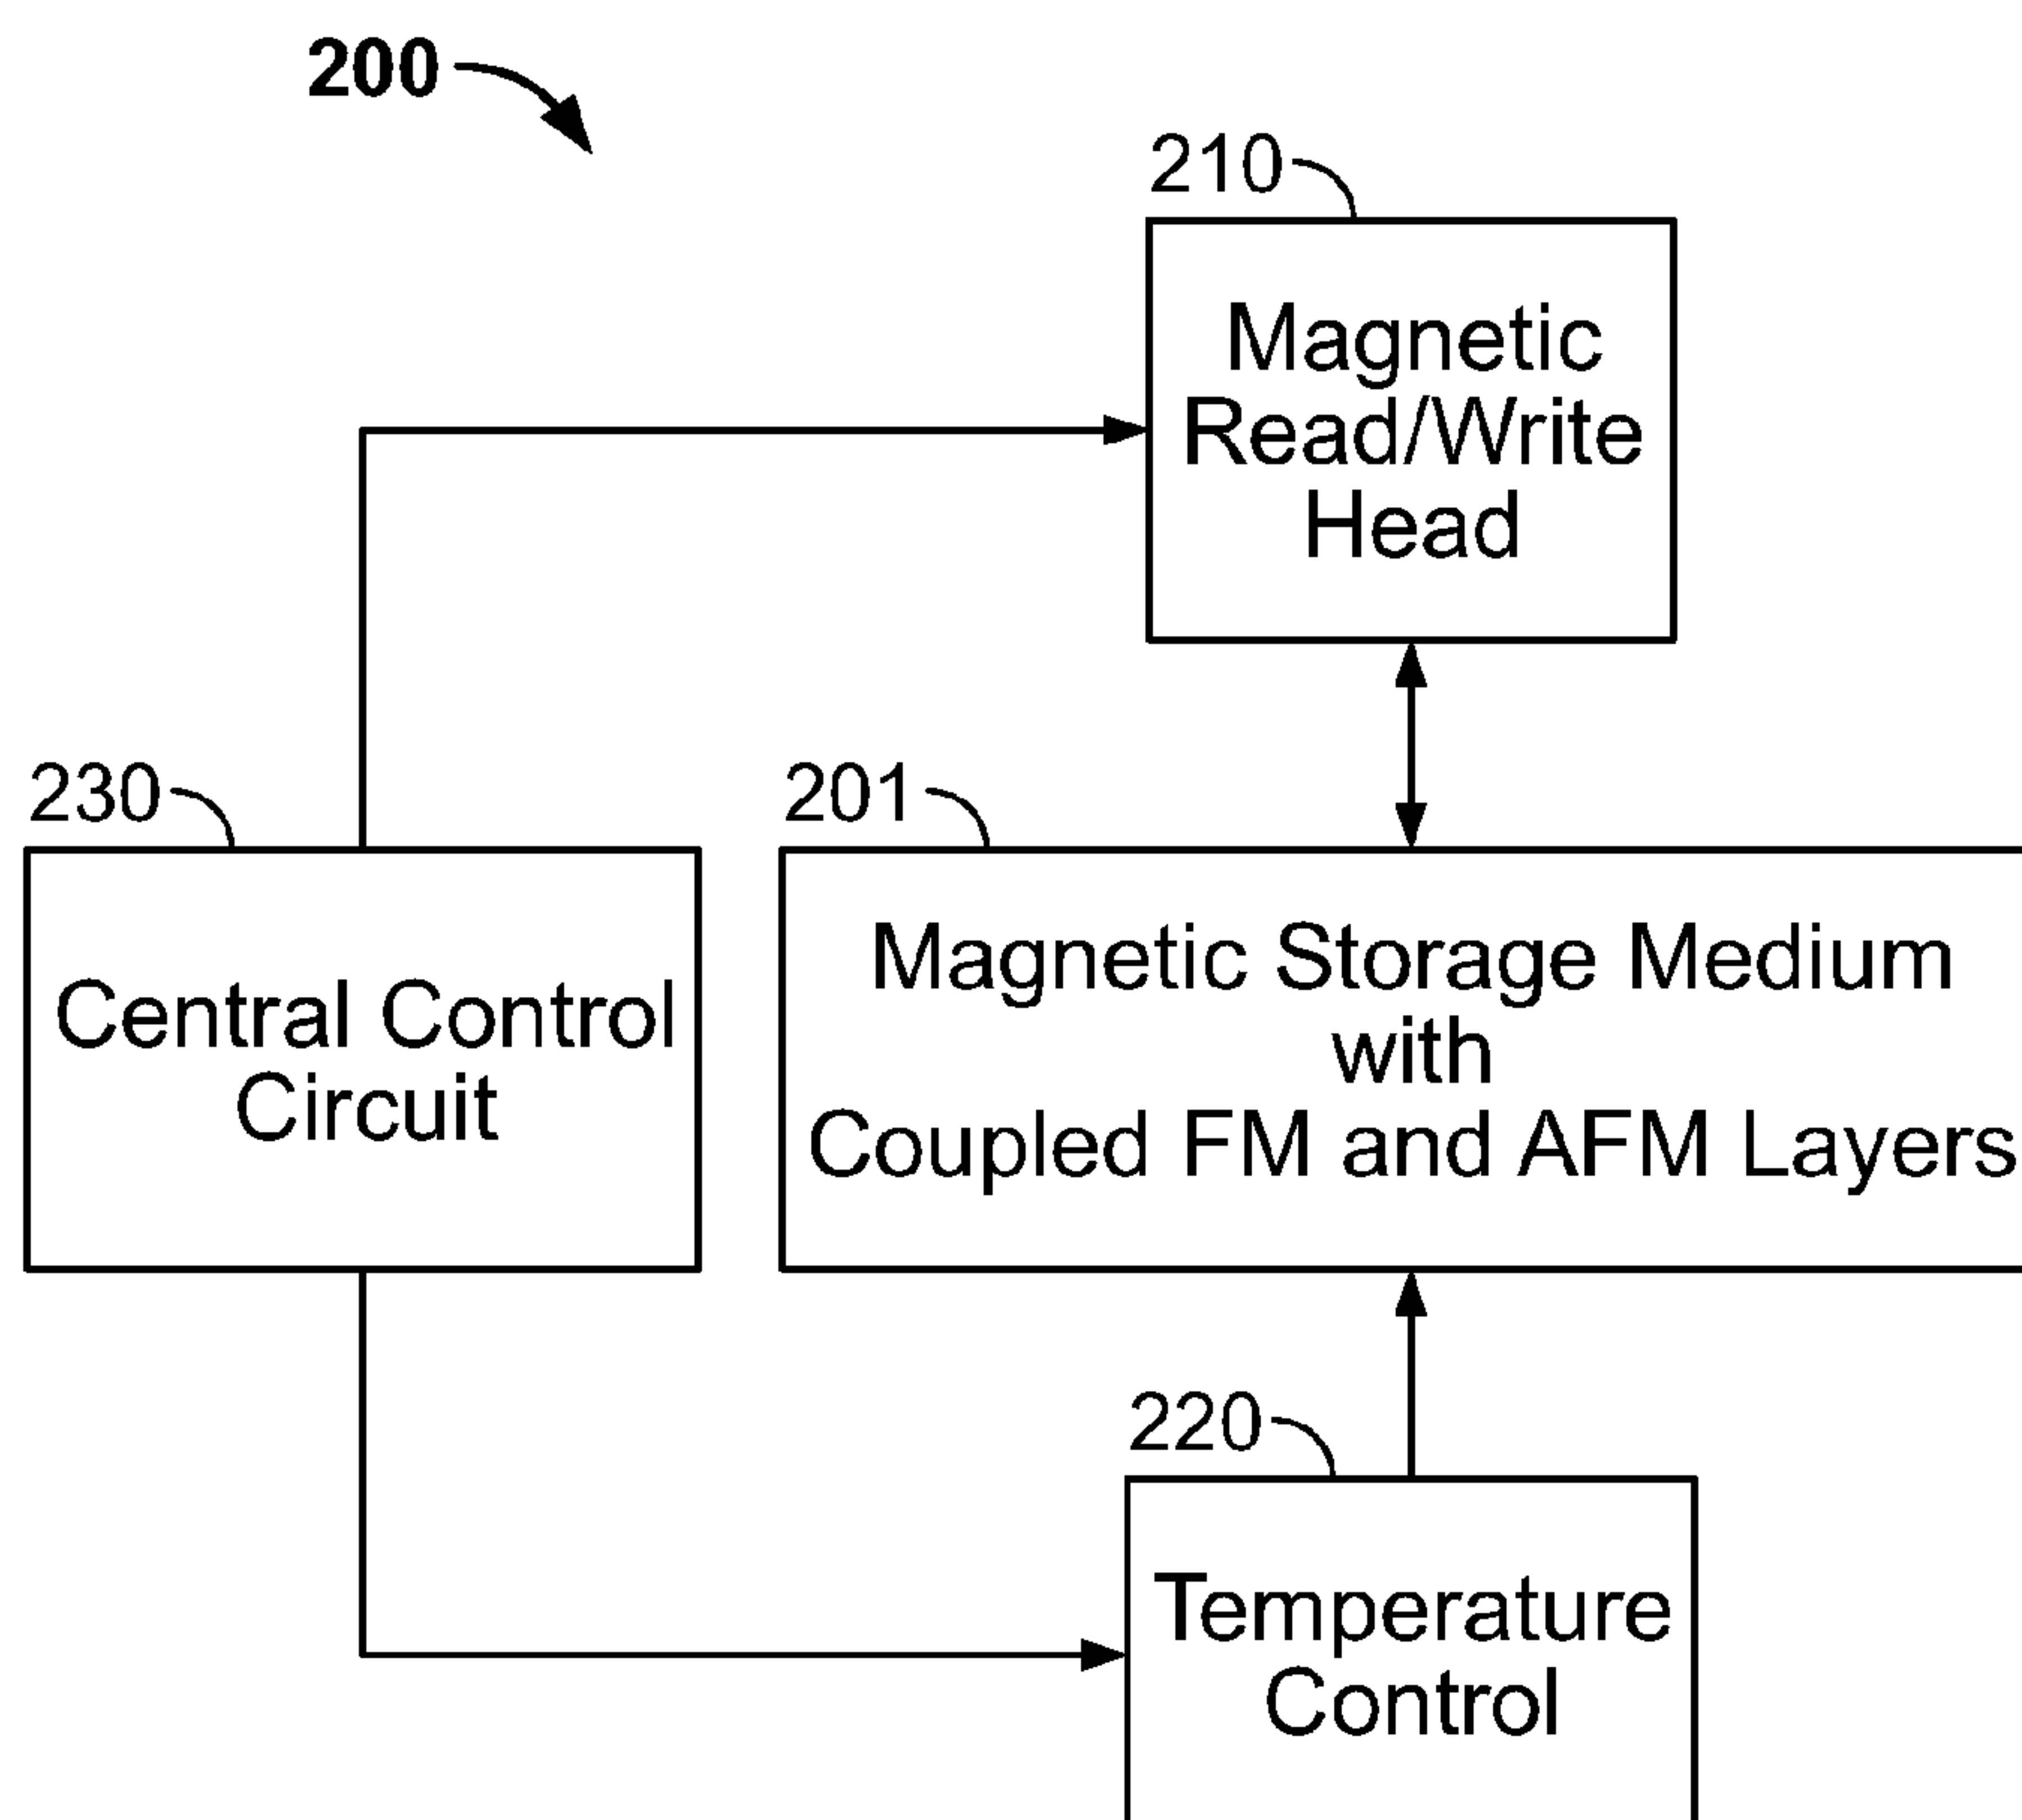 200
210
Magnetic
Read/Write
Head
230
201
Central Control
Circuit
Magnetic Storage Medium
with
Coupled FM and AFM Layers
220
Temperature
Control